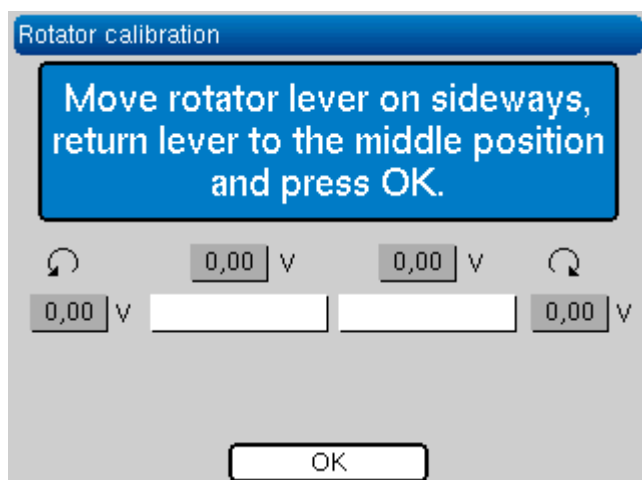 Rotator calibration
Move rotator lever on sideways,
return lever to the middle position
and press OK.
0,00 V 0,00 V
0,00 V 0,00 V
OK